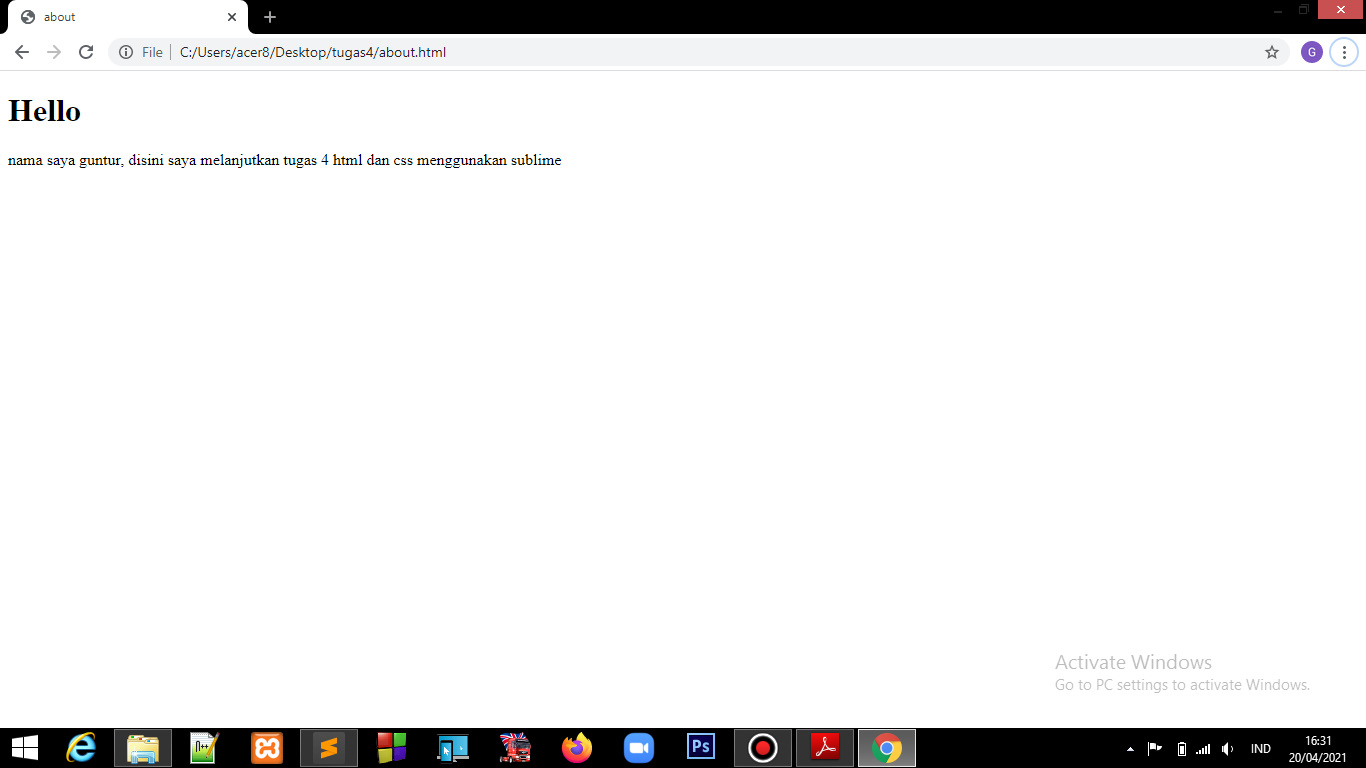 about
File
C:/Users/acer8/Desktop/tugas4/about.html
G
Hello
nama saya guntur, disini saya melanjutkan tugas 4 html dan css menggunakan sublime
Activate Windows
Go to PC settings to activate Windows.
N++
Ps
IND
16:31
20/04/2021